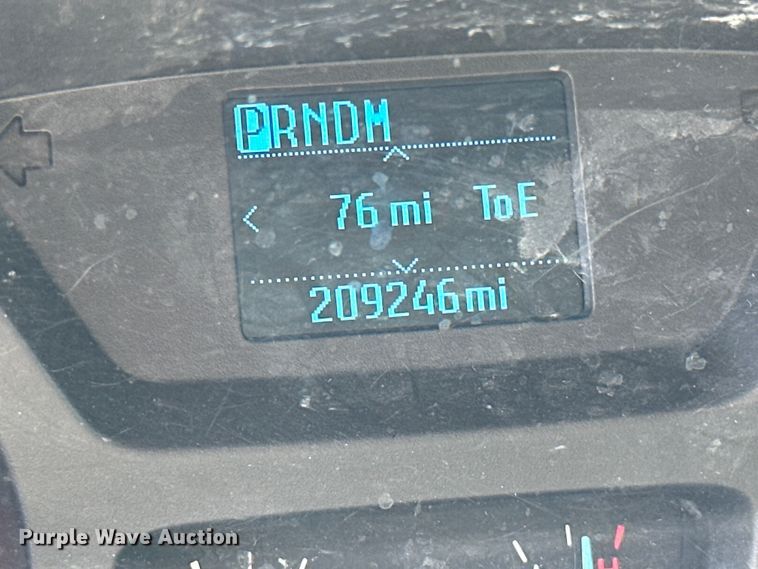 PRNDM
76 mi ToE
209246mi
H
Purple Wave Auction